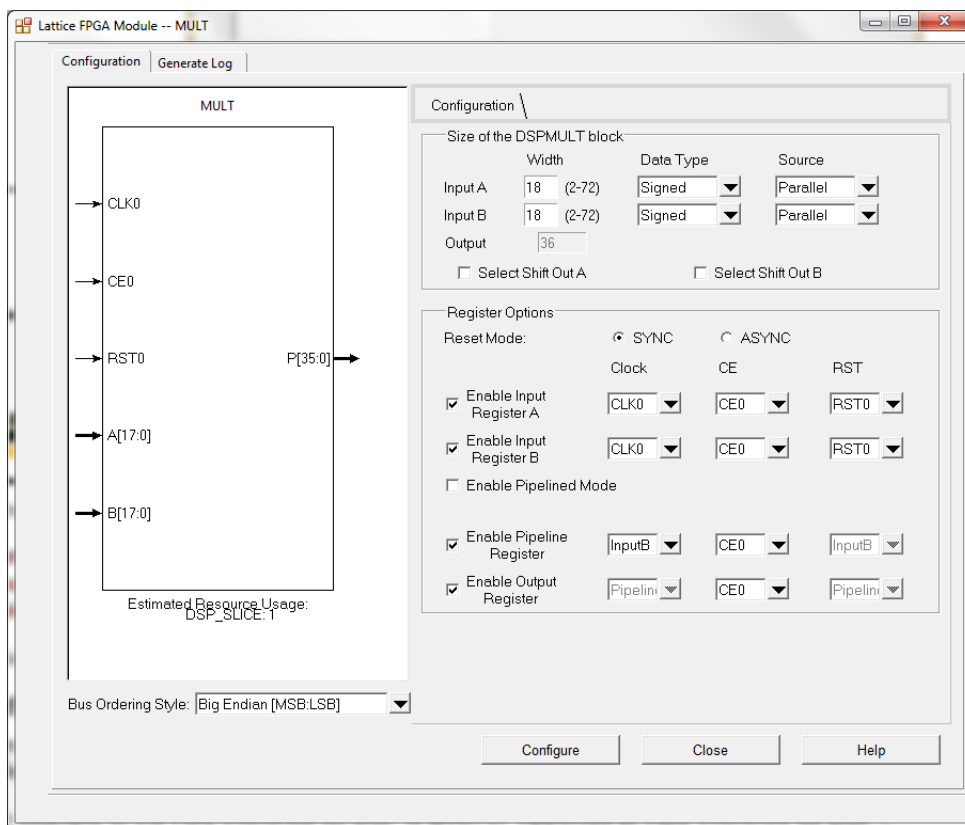 Lattice FPGA Module -- MULT
Configuration Generate Log
MULT
CLK0
CE0
RST0 P[35:0]
A[17:0]
B[17:0]
Estimated Resource Usage:
DSP_SLICE: 1
Bus Ordering Style: Big Endian [MSB:LSB]
Configuration
Size of the DSPMULT block
Width Data Type Source
Input A 18 (2-72) Signed Parallel
Input B 18 (2-72) Signed Parallel
Output 36
Select Shift Out A Select Shift Out B
Register Options
Reset Mode: SYNC ASYNC
Clock CE RST
Enable Input
Register A CLK0 CE0 RST0
Enable Input
Register B CLK0 CE0 RST0
Enable Pipelined Mode
Enable Pipeline
Register InputB CE0 InputB
Enable Output
Register Pipelin CE0 Pipelin
Configure Close Help